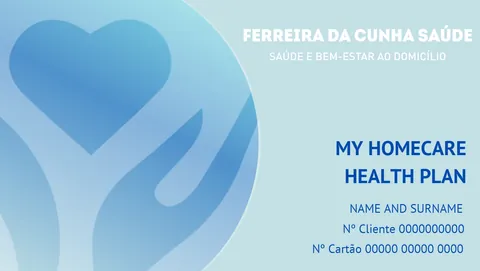 FERREIRA DA CUNHA SAÚDE
SAÚDE E BEM-ESTAR AO DOMICÍLIO
MY HOMECARE
HEALTH PLAN
NAME AND SURNAME
Nº Cliente 0000000000
Nº Cartão 00000 00000 0000